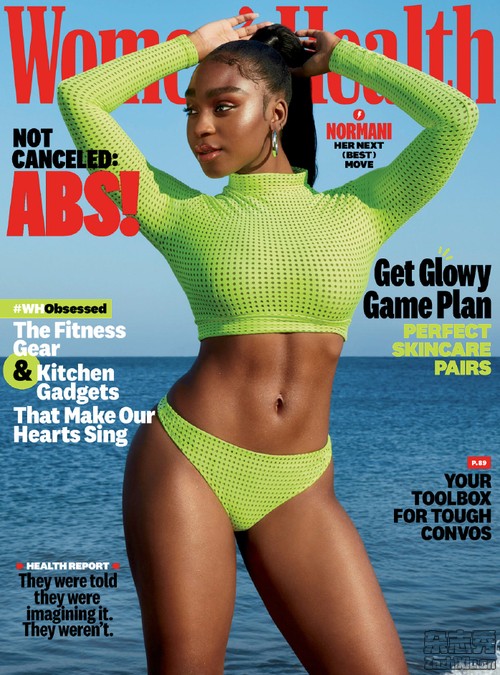 Women's Health
NOT
CANCELED:
ABS!
NORMANI
HER NEXT
(BEST)
MOVE
Get Glowy
Game Plan
PERFECT
SKINCARE
PAIRS
#WHObsessed
The Fitness
Gear
& Kitchen
Gadgets
That Make Our
Hearts Sing
P.89
YOUR
TOOLBOX
FOR TOUGH
CONVOS
HEALTH REPORT
They were told
they were
imagining it.
They weren't.